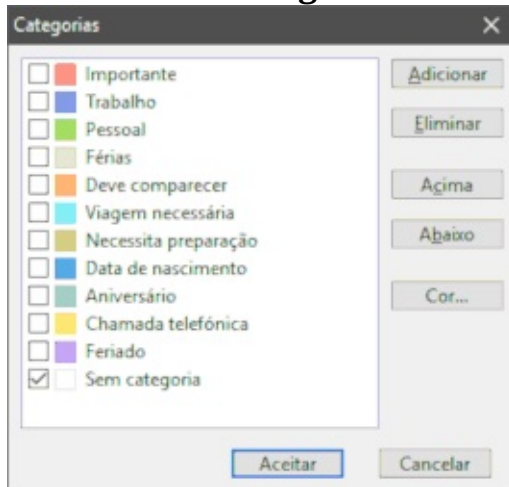 Categorias
Importante
Trabalho
Pessoal
Férias
Deve comparecer
Viagem necessária
Necessita preparação
Data de nascimento
Aniversário
Chamada telefónica
Feriado
Sem categoria
Adicionar
Eliminar
Acima
Abaixo
Cor...
Aceitar
Cancelar